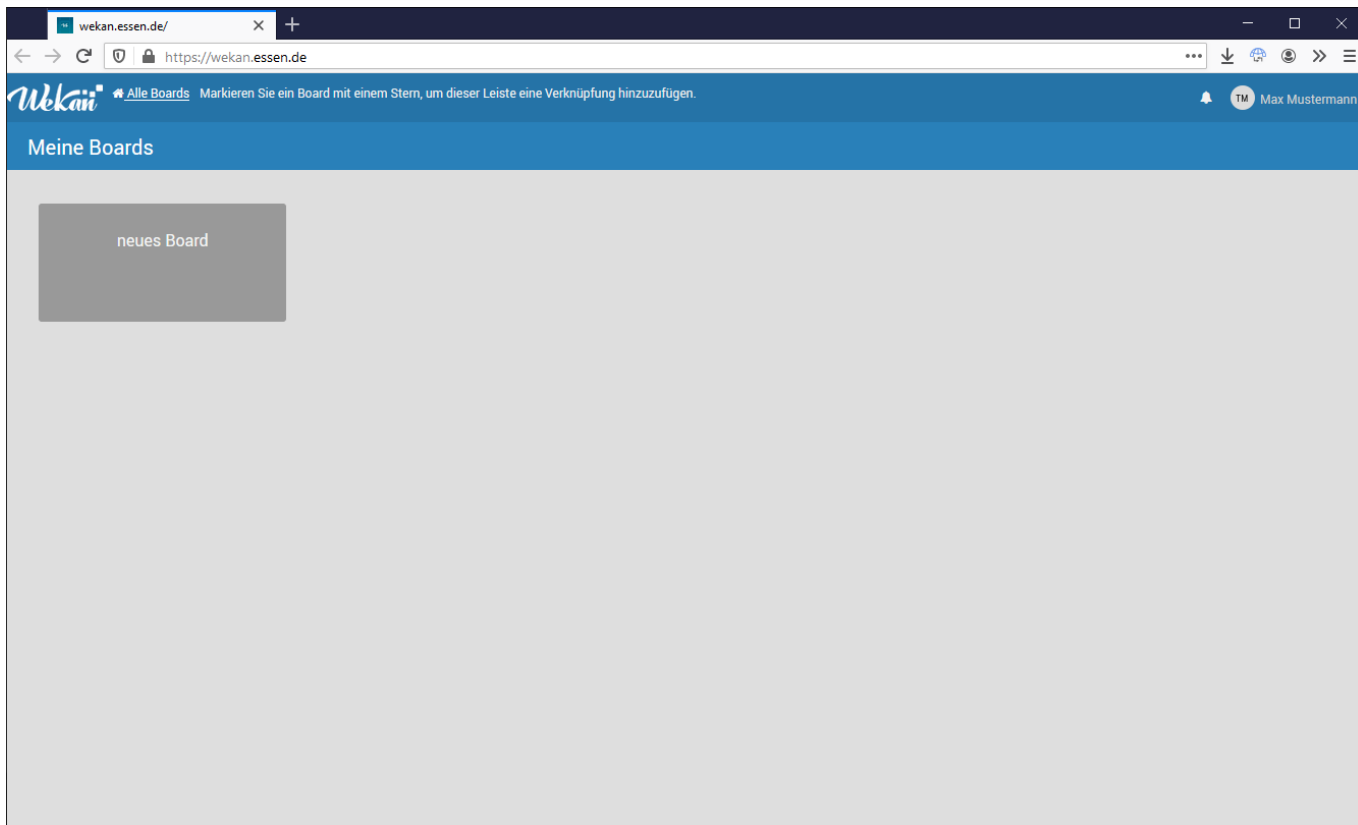 wekan.essen.de/
https://wekan.essen.de
Wekan Alle Boards Markieren Sie ein Board mit einem Stern, um dieser Leiste eine Verknüpfung hinzuzufügen. TM Max Mustermann
Meine Boards
neues Board